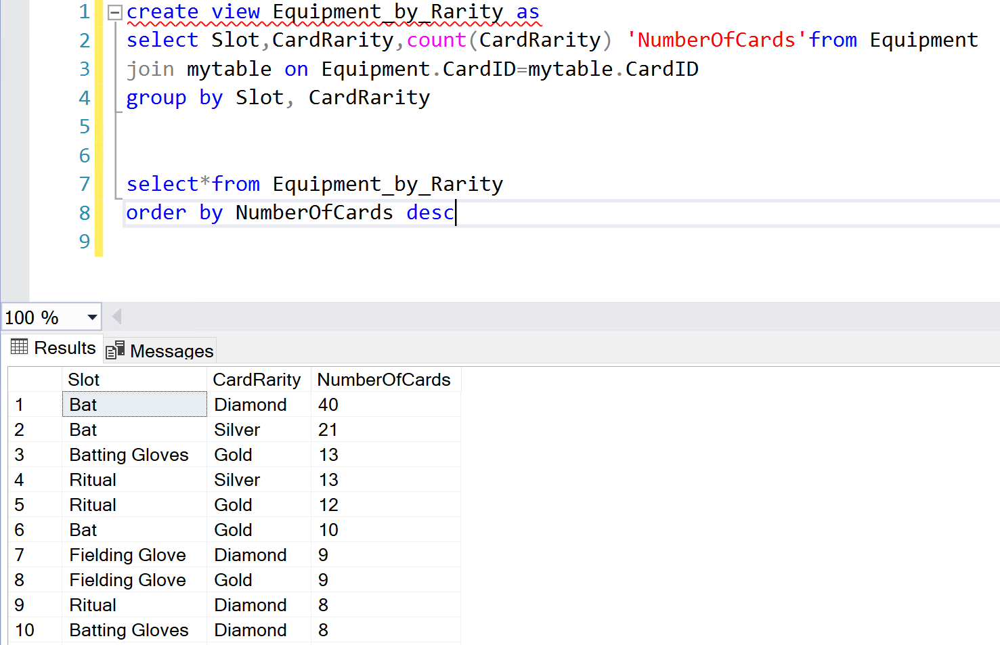 1 create view Equipment_by_Rarity as
2 select Slot,CardRarity,count(CardRarity) 'NumberOfCards'from Equipment
3 join mytable on Equipment.CardID=mytable.CardID
4 group by Slot, CardRarity
5
6
7 select*from Equipment_by_Rarity
8 order by NumberOfCards desc
9
100 %
Results Messages
Slot CardRarity NumberOfCards
1 Bat Diamond 40
2 Bat Silver 21
3 Batting Gloves Gold 13
4 Ritual Silver 13
5 Ritual Gold 12
6 Bat Gold 10
7 Fielding Glove Diamond 9
8 Fielding Glove Gold 9
9 Ritual Diamond 8
10 Batting Gloves Diamond 8